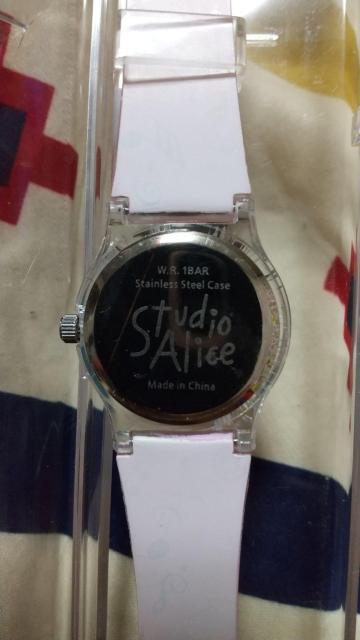 W.R. 1BAR
Stainless Steel Case
Studio
Alice
Made in China